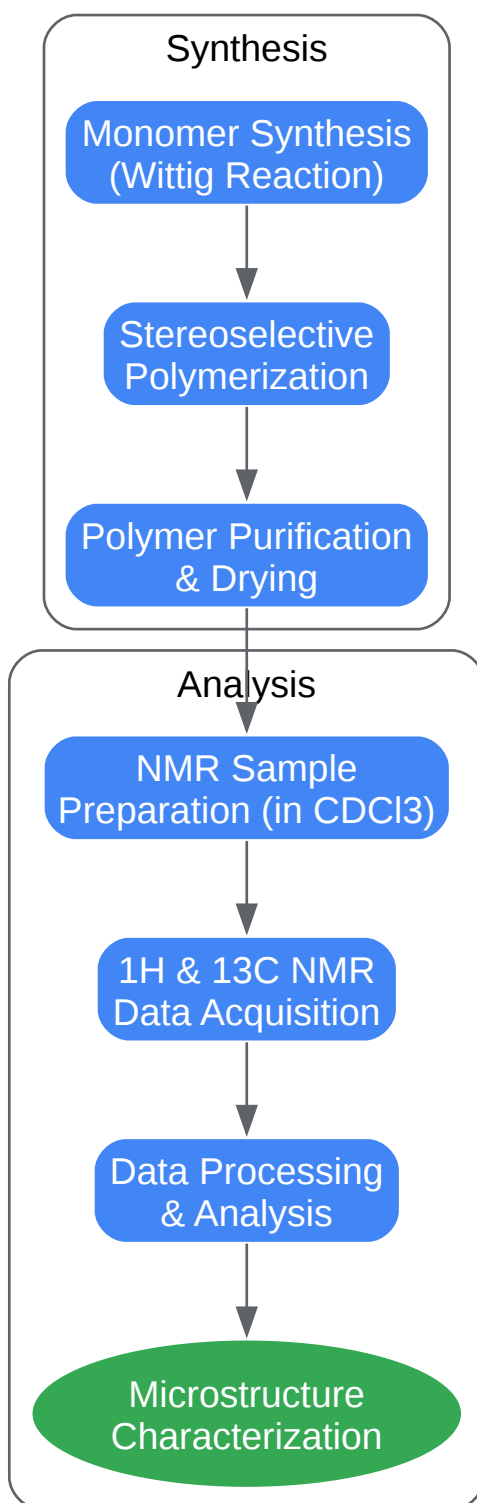 Synthesis
Monomer Synthesis
(Wittig Reaction)
Stereoselective
Polymerization
Polymer Purification
& Drying
Analysis
NMR Sample
Preparation (in CDCl3)
1H & 13C NMR
Data Acquisition
Data Processing
& Analysis
Microstructure
Characterization